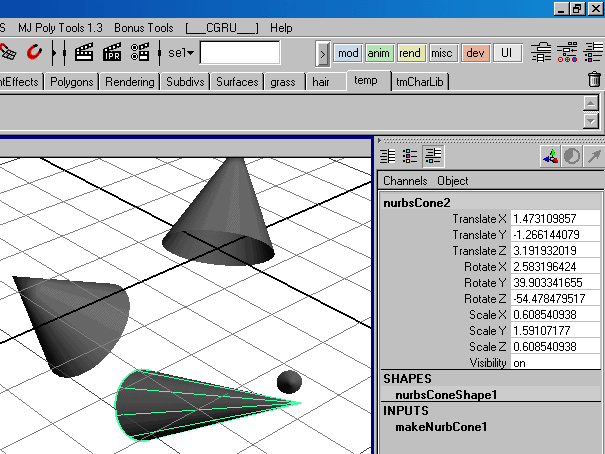 S MJ Poly Tools 1.3 Bonus Tools [___CGRU___] Help
IPR sel mod anim rend misc dev UI
ntEffects Polygons Rendering Subdivs Surfaces grass hair temp tmCharLib
Channels Object
nurbsCone2
Translate X 1.473109857
Translate Y -1.266144079
Translate Z 3.191932019
Rotate X 2.583196424
Rotate Y 39.903341655
Rotate Z -54.478479517
Scale X 0.608540938
Scale Y 1.59107177
Scale Z 0.608540938
Visibility on
SHAPES
nurbsConeShape1
INPUTS
makeNurbCone1